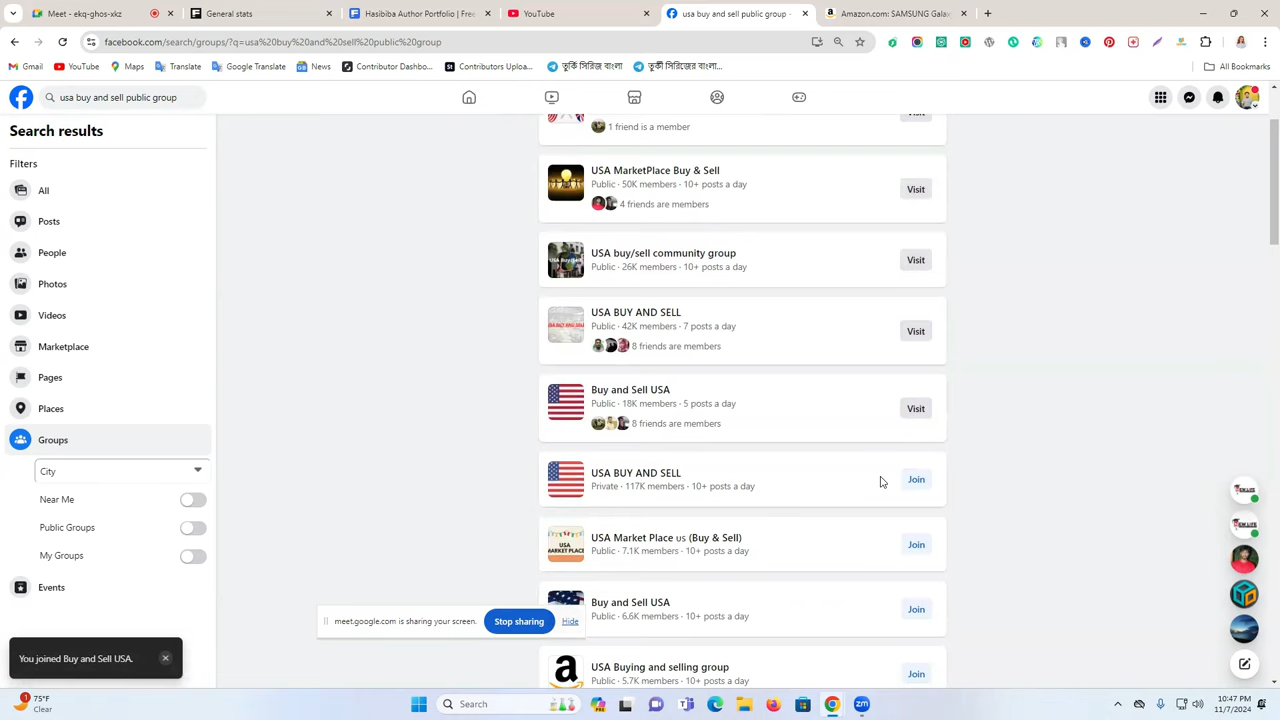 Meet - ekq-ghos-xkz
General stats
Hasibiba Author Portfolio | Free
YouTube
usa buy and sell public group -
Amazon.com: SAMSUNG Gala
facebook.com/search/groups/?q=usa%20buy%20and%20sell%20public%20group
Gmail
YouTube
Maps
Translate
Google Translate
News
Contributor Dashbo...
Contributors Uploa...
তুর্কি সিরিজ বাংলা
তুর্কী সিরিজের বাংলা...
All Bookmarks
usa buy and sell public group
Search results
Filters
All
Posts
People
Photos
Videos
Marketplace
Pages
Places
Groups
City
Near Me
Public Groups
My Groups
Events
You joined Buy and Sell USA.
1 friend is a member
USA MarketPlace Buy & Sell
Public · 50K members · 10+ posts a day
4 friends are members
Visit
USA buy/sell community group
Public · 26K members · 10+ posts a day
Visit
USA BUY AND SELL
Public · 42K members · 7 posts a day
8 friends are members
Visit
Buy and Sell USA
Public · 18K members · 5 posts a day
8 friends are members
Visit
USA BUY AND SELL
Private · 117K members · 10+ posts a day
Join
USA MARKET PLACE
USA Market Place us (Buy & Sell)
Public · 7.1K members · 10+ posts a day
Join
Buy and Sell USA
Public · 6.6K members · 10+ posts a day
Join
USA Buying and selling group
Public · 5.7K members · 10+ posts a day
Join
meet.google.com is sharing your screen.
Stop sharing
Hide
75°F
Clear
Search
10:47 PM
11/7/2024